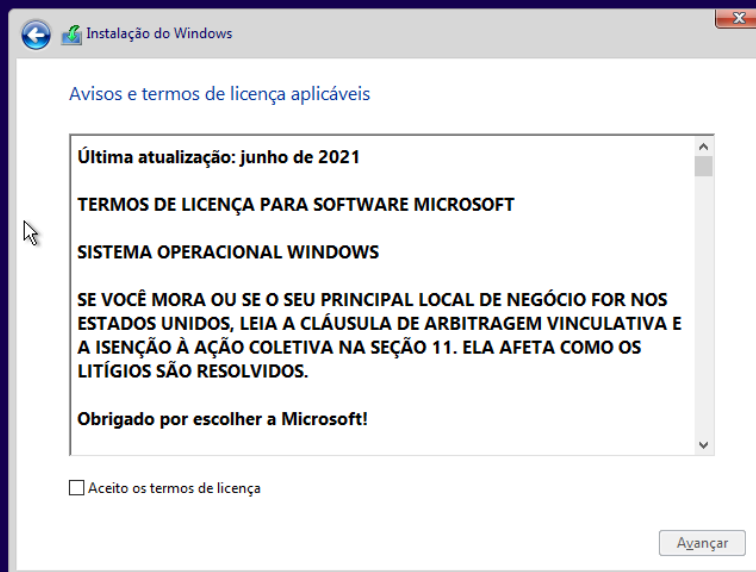 Instalação do Windows
Avisos e termos de licença aplicáveis
Última atualização: junho de 2021
TERMOS DE LICENÇA PARA SOFTWARE MICROSOFT
SISTEMA OPERACIONAL WINDOWS
SE VOCÊ MORA OU SE O SEU PRINCIPAL LOCAL DE NEGÓCIO FOR NOS
ESTADOS UNIDOS, LEIA A CLÁUSULA DE ARBITRAGEM VINCULATIVA E
A ISENÇÃO À AÇÃO COLETIVA NA SEÇÃO 11. ELA AFETA COMO OS
LITÍGIOS SÃO RESOLVIDOS.
Obrigado por escolher a Microsoft!
Aceito os termos de licença
Avançar